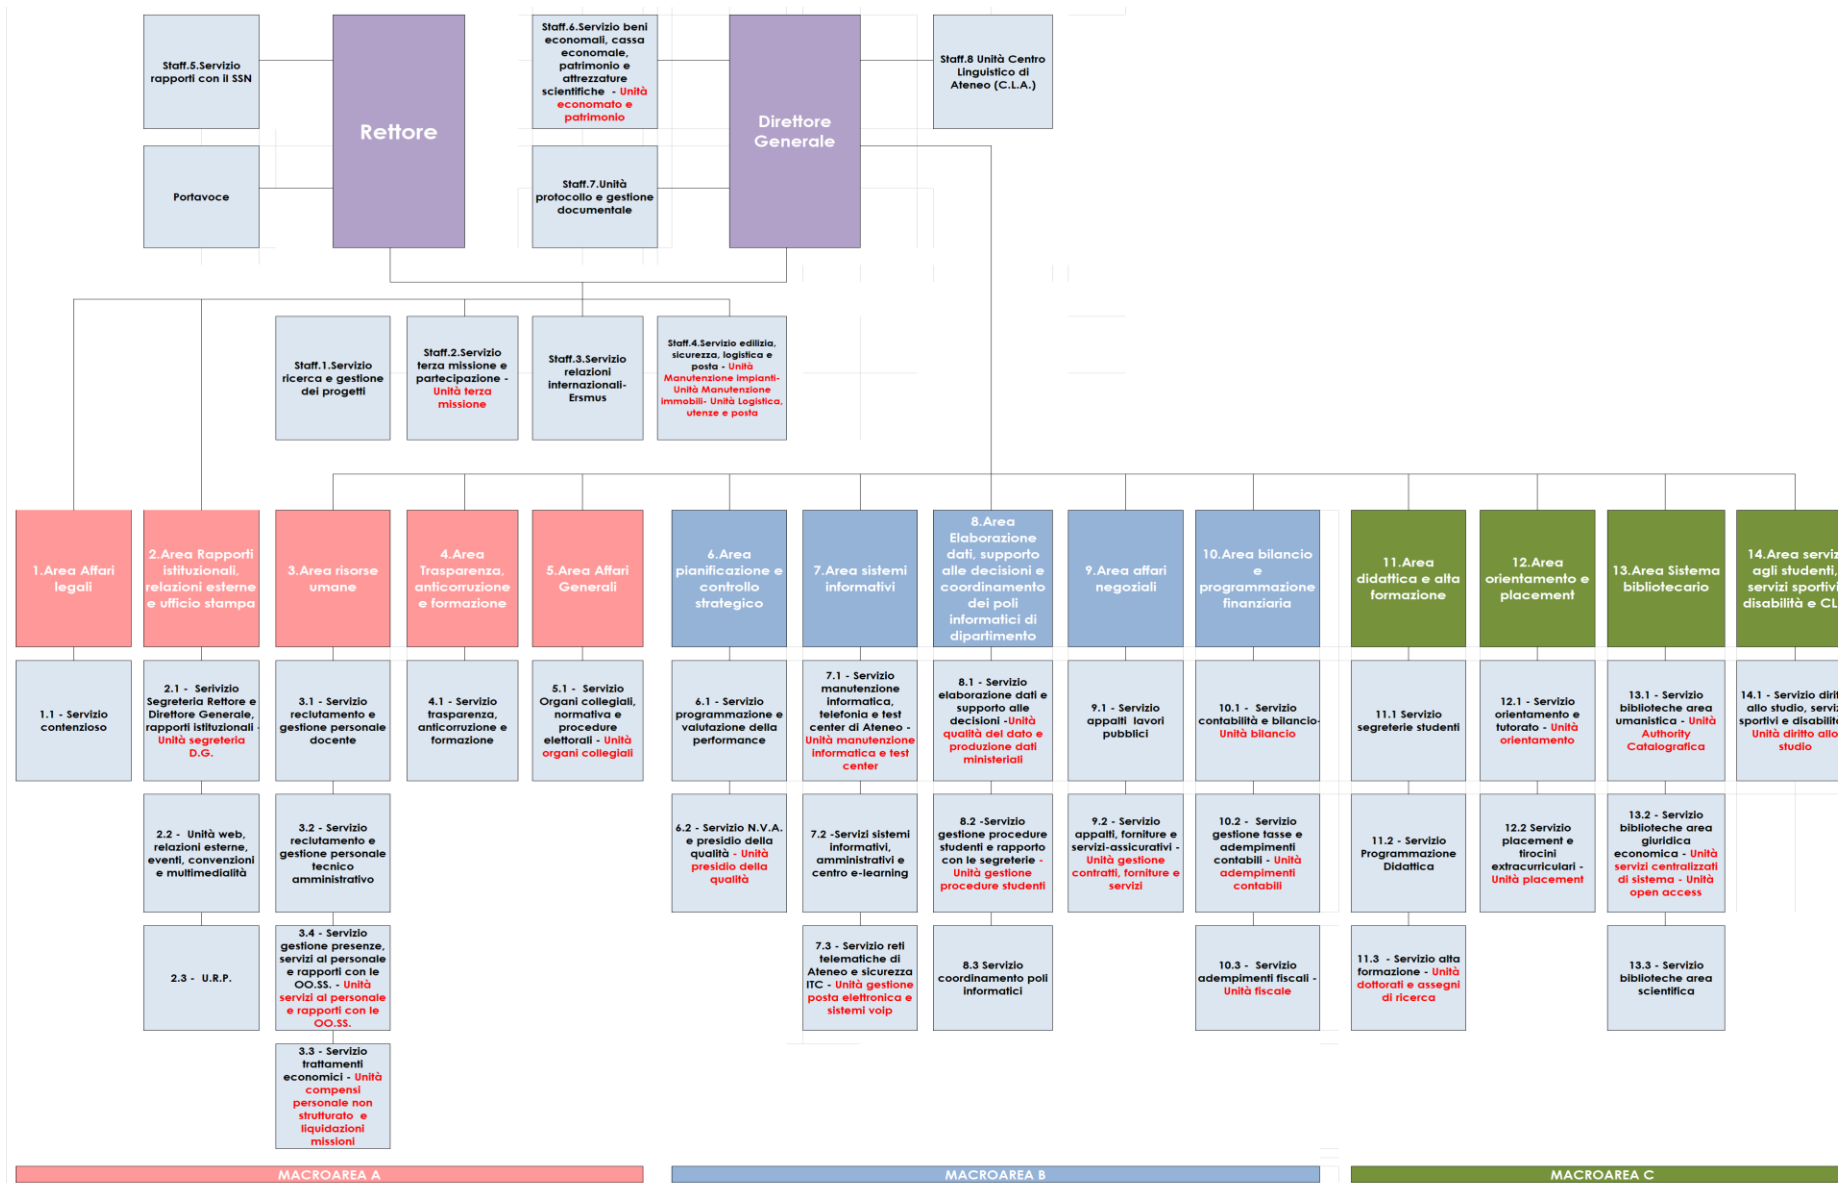 Staff.5.Servizio
rapporti con il SSN
Rettore
Staff.6.Servizio beni
economali, cassa
economale,
patrimonio e
attrezzature
scientifiche - Unità
economato e
patrimonio
Direttore
Generale
Staff.8 Unità Centro
Linguistico di
Ateneo (C.L.A.)
Portavoce
Staff.7.Unità
protocollo e gestione
documentale
Staff.1.Servizio
ricerca e gestione
dei progetti
Staff.2.Servizio
terza missione e
partecipazione -
Unità terza
missione
Staff.3.Servizio
relazioni
internazionali-
Ersmus
Staff.4.Servizio edilizia,
sicurezza, logistica e
posta - Unità
Manutenzione impianti-
Unità Manutenzione
immobili- Unità Logistica,
utenze e posta
1.Area Affari
legali
2.Area Rapporti
istituzionali,
relazioni esterne
e ufficio stampa
3.Area risorse
umane
4.Area
Trasparenza,
anticorruzione
e formazione
5.Area Affari
Generali
6.Area
pianificazione e
controllo
strategico
7.Area sistemi
informativi
8.Area
Elaborazione
dati, supporto
alle decisioni e
coordinamento
dei poli
informatici di
dipartimento
9.Area affari
negoziali
10.Area bilancio
e
programmazione
finanziaria
11.Area
didattica e alta
formazione
12.Area
orientamento e
placement
13.Area Sistema
bibliotecario
14.Area serviz
agli studenti,
servizi sportivi
disabilità e CL
1.1 - Servizio
contenzioso
2.1 - Serivizio
Segreteria Rettore e
Direttore Generale,
rapporti istituzionali -
Unità segreteria
D.G.
3.1 - Servizio
reclutamento e
gestione personale
docente
4.1 - Servizio
trasparenza,
anticorruzione e
formazione
5.1 - Servizio
Organi collegiali,
normativa e
procedure
elettorali - Unità
organi collegiali
6.1 - Servizio
programmazione e
valutazione della
performance
7.1 - Servizio
manutenzione
informatica,
telefonia e test
center di Ateneo -
Unità manutenzione
informatica e test
center
8.1 - Servizio
elaborazione dati e
supporto alle
decisioni -Unità
qualità del dato e
produzione dati
ministeriali
9.1 - Servizio
appalti lavori
pubblici
10.1 - Servizio
contabilità e bilancio-
Unità bilancio
11.1 Servizio
segreterie studenti
12.1 - Servizio
orientamento e
tutorato - Unità
orientamento
13.1 - Servizio
biblioteche area
umanistica - Unità
Authority
Catalografica
14.1 - Servizio dirit
allo studio, serviz
sportivi e disabilità
Unità diritto allo
studio
2.2 - Unità web,
relazioni esterne,
eventi, convenzioni
e multimedialità
3.2 - Servizio
reclutamento e
gestione personale
tecnico
amministrativo
6.2 - Servizio N.V.A.
e presidio della
qualità - Unità
presidio della
qualità
7.2 -Servizi sistemi
informativi,
amministrativi e
centro e-learning
8.2 -Servizio
gestione procedure
studenti e rapporto
con le segreterie -
Unità gestione
procedure studenti
9.2 - Servizio
appalti, forniture e
servizi-assicurativi -
Unità gestione
contratti, forniture e
servizi
10.2 - Servizio
gestione tasse e
adempimenti
contabili - Unità
adempimenti
contabili
11.2 - Servizio
Programmazione
Didattica
12.2 Servizio
placement e
tirocini
extracurriculari -
Unità placement
13.2 - Servizio
biblioteche area
giuridica
economica - Unità
servizi centralizzati
di sistema - Unità
open access
2.3 - U.R.P.
3.4 - Servizio
gestione presenze,
servizi al personale
e rapporti con le
OO.SS. - Unità
servizi al personale
e rapporti con le
OO.SS.
7.3 - Servizio reti
telematiche di
Ateneo e sicurezza
ITC - Unità gestione
posta elettronica e
sistemi voip
8.3 Servizio
coordinamento poli
informatici
10.3 - Servizio
adempimenti fiscali -
Unità fiscale
11.3 - Servizio alta
formazione - Unità
dottorati e assegni
di ricerca
13.3 - Servizio
biblioteche area
scientifica
3.3 - Servizio
trattamenti
economici - Unità
compensi
personale non
strutturato e
liquidazioni
missioni
MACROAREA A
MACROAREA B
MACROAREA C